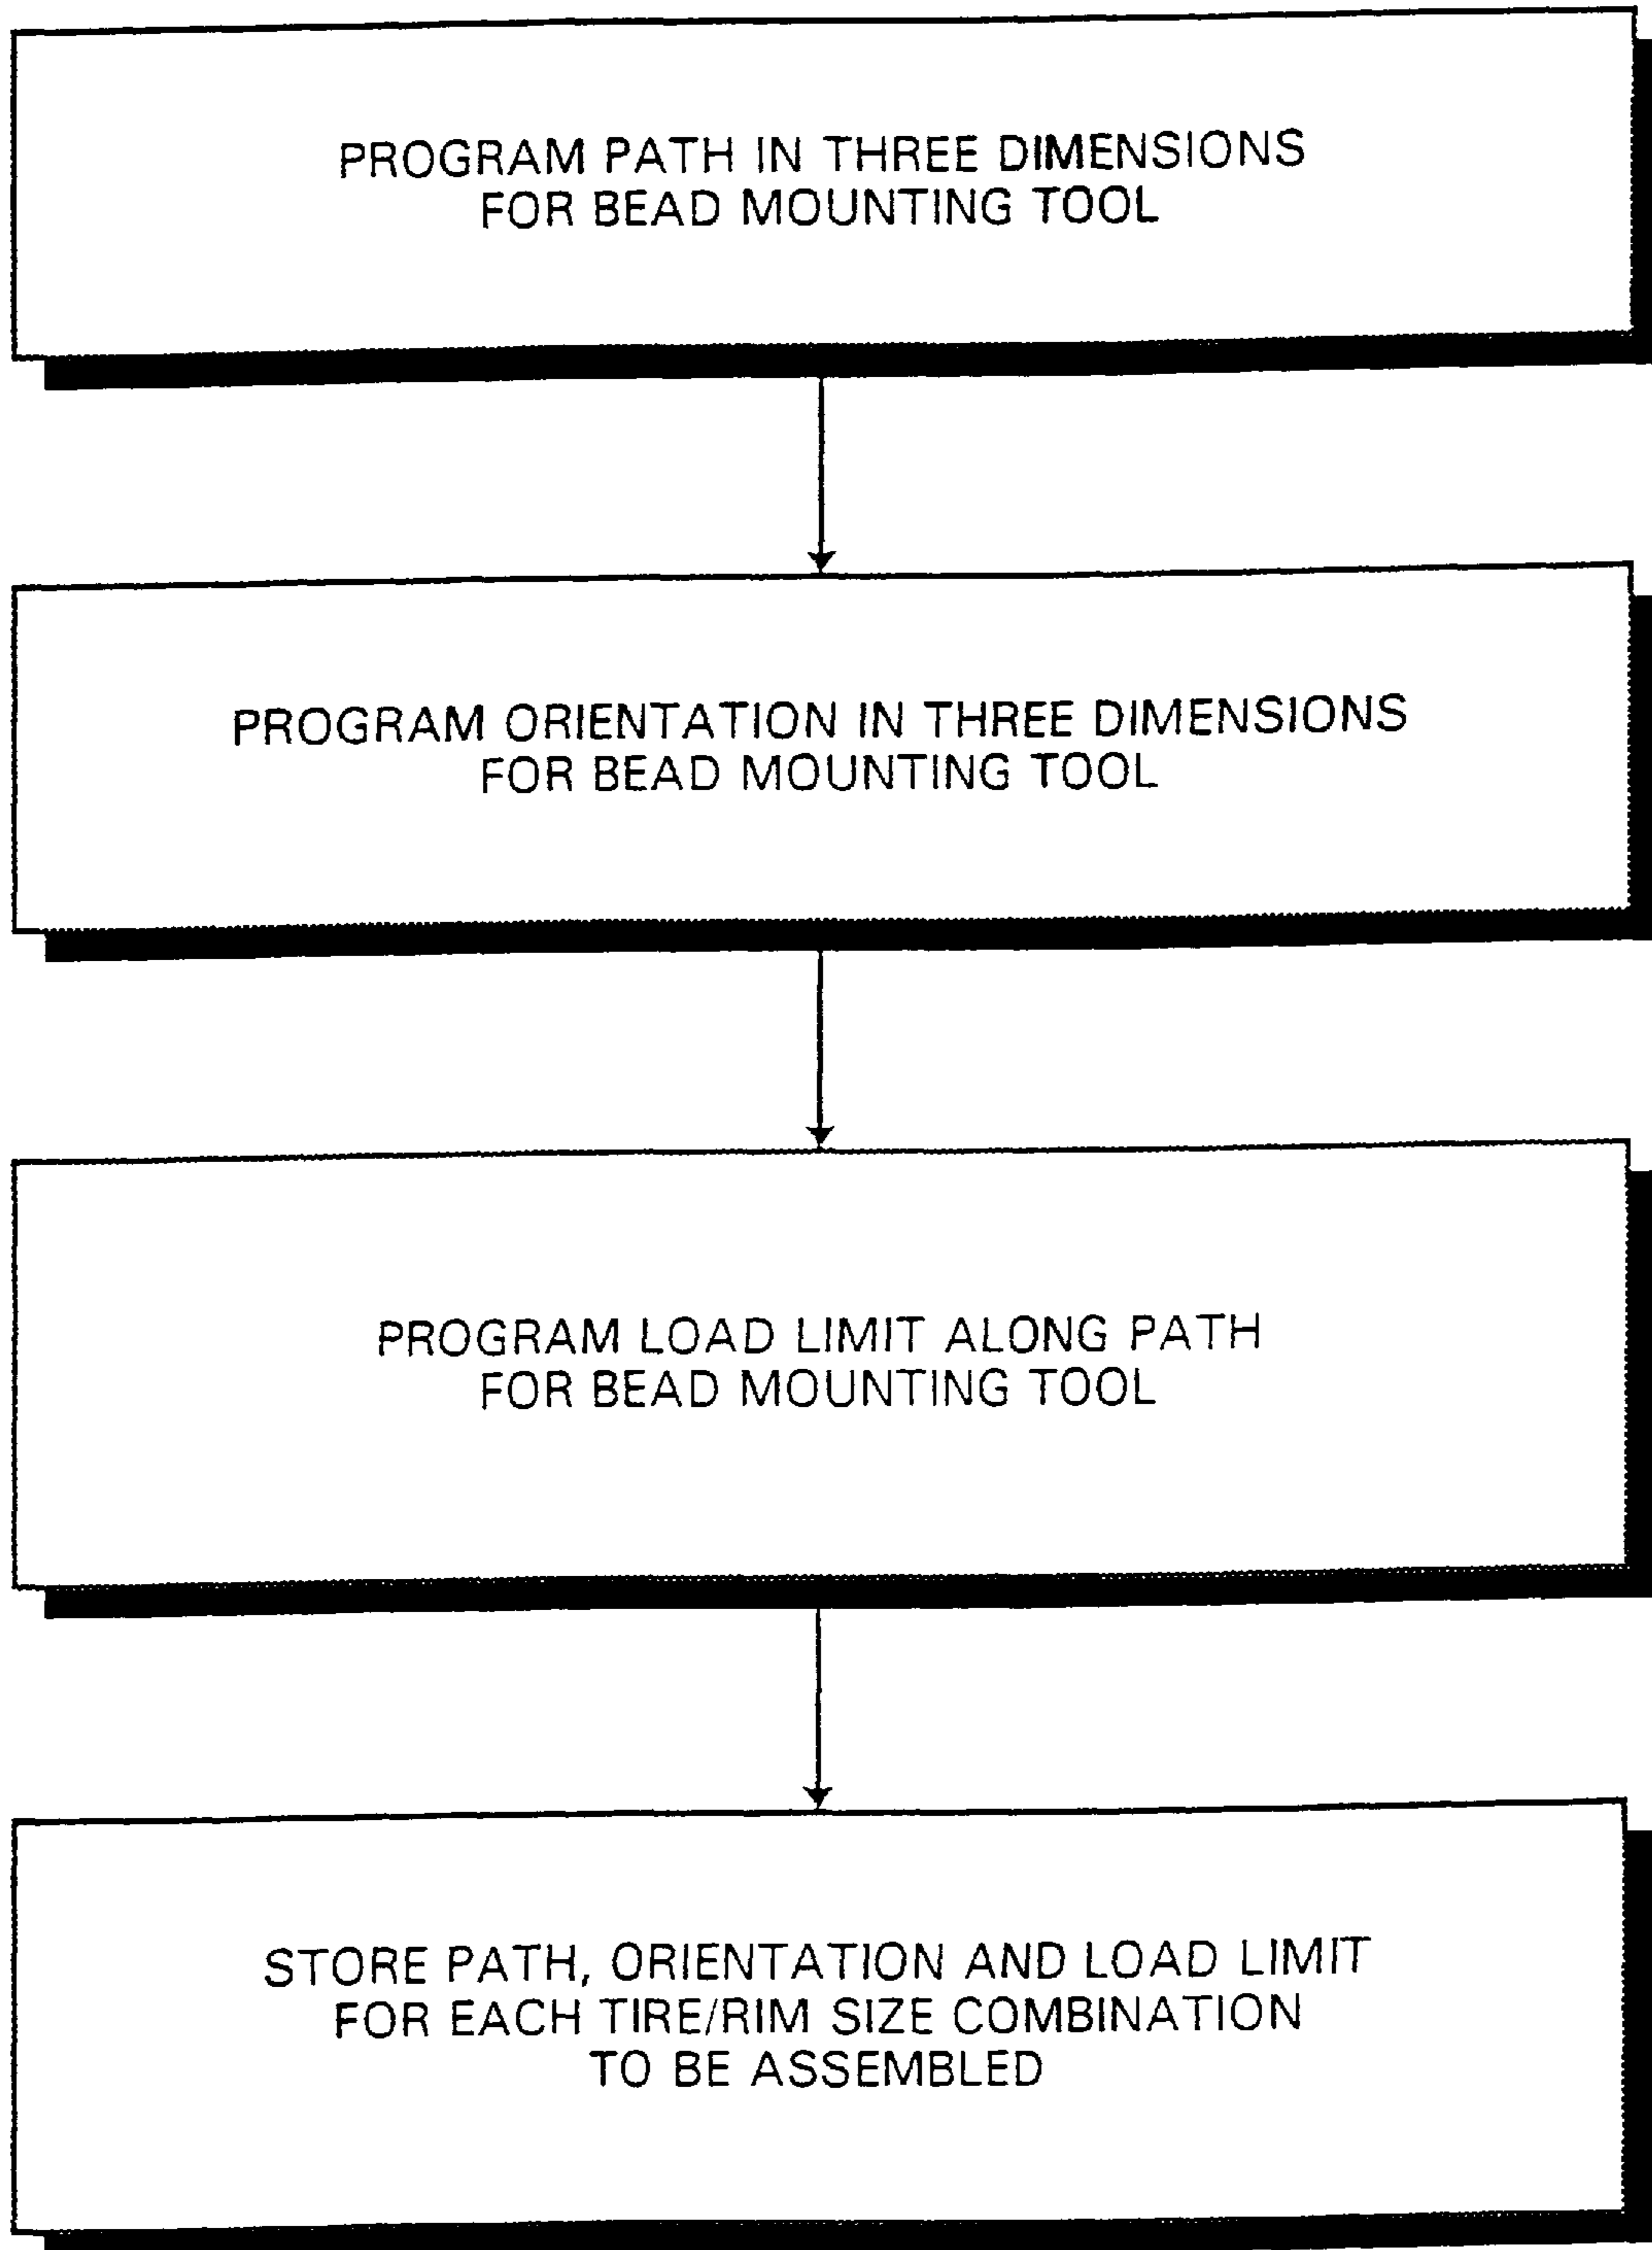 PROGRAM PATH IN THREE DIMENSIONS
FOR BEAD MOUNTING TOOL
PROGRAM ORIENTATION IN THREE DIMENSIONS
FOR BEAD MOUNTING TOOL
PROGRAM LOAD LIMIT ALONG PATH
FOR BEAD MOUNTING TOOL
STORE PATH, ORIENTATION AND LOAD LIMIT
FOR EACH TIRE/RIM SIZE COMBINATION
TO BE ASSEMBLED